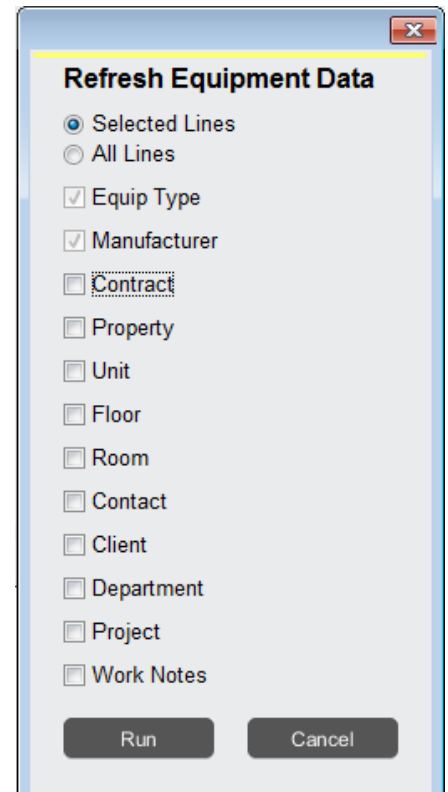 Refresh Equipment Data
Selected Lines
All Lines
Equip Type
Manufacturer
Contract
Property
Unit
Floor
Room
Contact
Client
Department
Project
Work Notes
Run Cancel